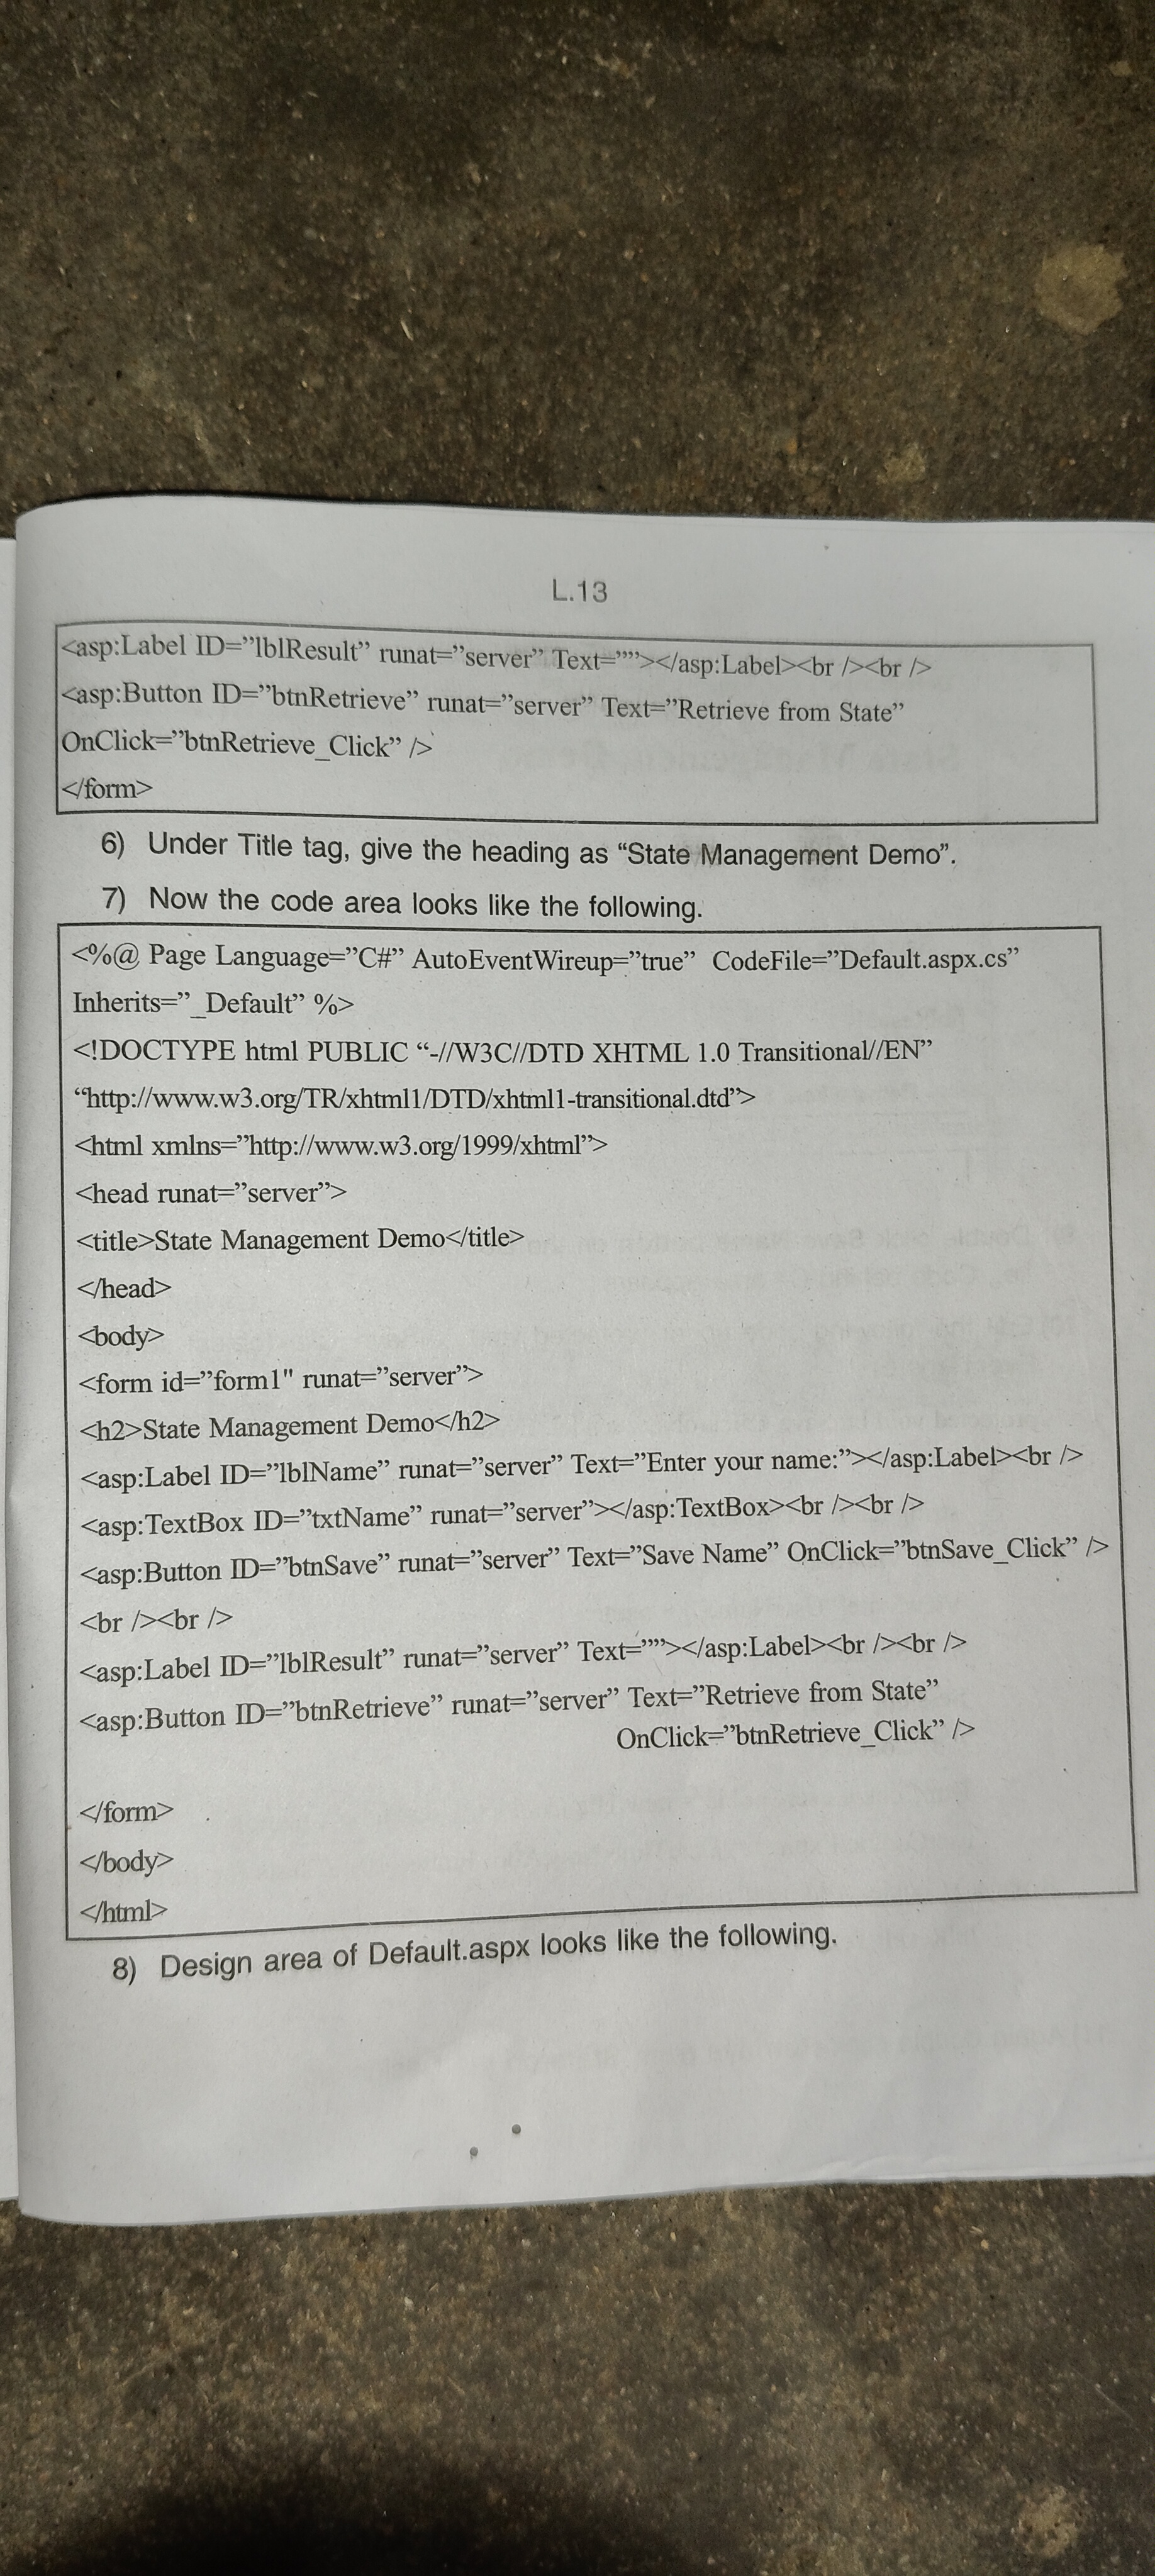 L.13
<asp:Label ID=”lblResult” runat=”server” Text=””></asp:Label><br /><br />
<asp:Button ID=”btnRetrieve” runat=”server” Text=”Retrieve from State”
OnClick=”btnRetrieve_Click” />
</form>
6) Under Title tag, give the heading as “State Management Demo”.
7) Now the code area looks like the following.
<%@ Page Language=”C#” AutoEventWireup=”true” CodeFile=”Default.aspx.cs”
Inherits=”_Default” %>
<!DOCTYPE html PUBLIC “-//W3C//DTD XHTML 1.0 Transitional//EN”
“http://www.w3.org/TR/xhtml1/DTD/xhtml1-transitional.dtd”>
<html xmlns=”http://www.w3.org/1999/xhtml”>
<head runat=”server”>
<title>State Management Demo</title>
</head>
<body>
<form id=”form1" runat=”server”>
<h2>State Management Demo</h2>
<asp:Label ID=”lblName” runat=”server” Text=”Enter your name:”></asp:Label><br />
<asp:TextBox ID=”txtName” runat=”server”></asp:TextBox><br /><br />
<asp:Button ID=”btnSave” runat=”server” Text=”Save Name” OnClick=”btnSave_Click” />
<br /><br />
<asp:Label ID=”lblResult” runat=”server” Text=””></asp:Label><br /><br />
<asp:Button ID=”btnRetrieve” runat=”server” Text=”Retrieve from State”
OnClick=”btnRetrieve_Click” />
</form>
</body>
</html>
8) Design area of Default.aspx looks like the following.